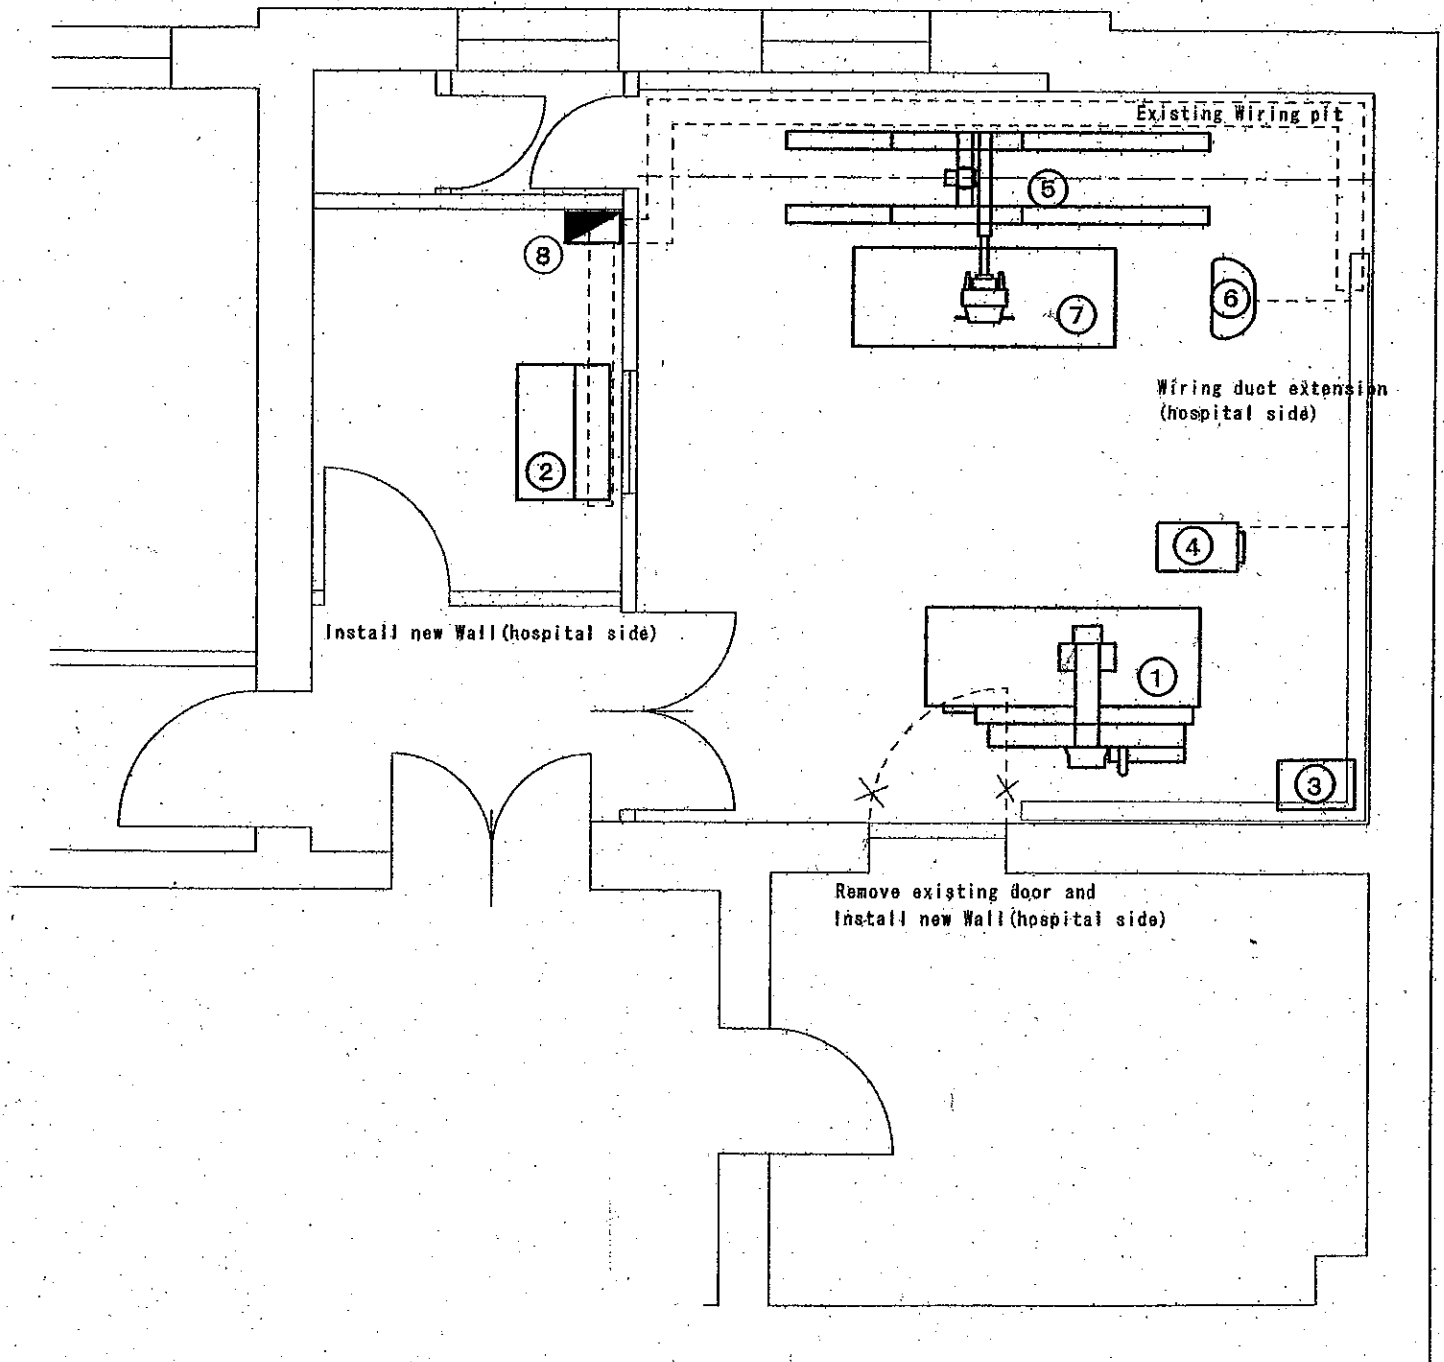 Existing Wiring pit
5
8
6
7
Wiring duct extension
(hospital side)
2
4
Install new Wall(hospital side)
1
3
Remove existing door and
Install new Wall(hospital side)